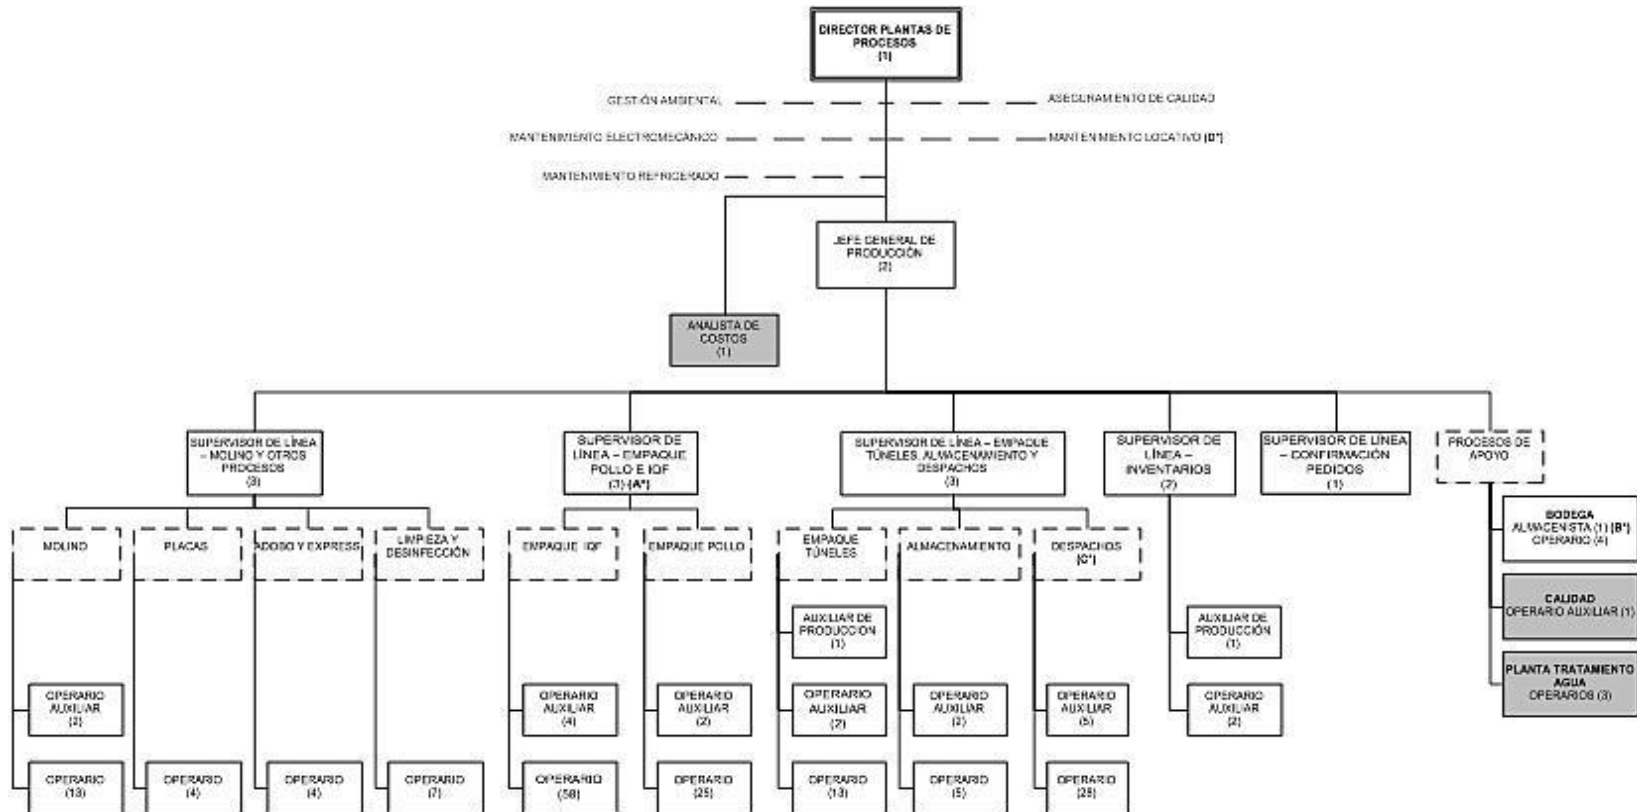 DIRECTOR PLANTAS DE
PROCESOS
(1)
GESTIÓN AMBIENTAL
ASEGURAMIENTO DE CALIDAD
MANTENIMIENTO ELECTROMECÁNICO
MANTENIMIENTO LOCATIVO (D*)
MANTENIMIENTO REFRIGERADO
JEFE GENERAL DE
PRODUCCIÓN
(2)
ANALISTA DE
COSTOS
(1)
SUPERVISOR DE LÍNEA
– MOLINO Y OTROS
PROCESOS
(3)
SUPERVISOR DE
LÍNEA – EMPAQUE
POLLO E IQF
(3) (A*)
SUPERVISOR DE LÍNEA – EMPAQUE
TÚNELES, ALMACENAMIENTO Y
DESPACHOS
(3)
SUPERVISOR DE
LÍNEA –
INVENTARIOS
(2)
SUPERVISOR DE LÍNEA
– CONFIRMACIÓN
PEDIDOS
(1)
PROCESOS DE
APOYO
BODEGA
ALMACENISTA (1) (B*)
OPERARIO (4)
CALIDAD
OPERARIO AUXILIAR (1)
PLANTA TRATAMIENTO
AGUA
OPERARIOS (3)
MOLINO
PLACAS
ADOBO Y EXPRESS
LIMPIEZA Y
DESINFECCIÓN
EMPAQUE IQF
EMPAQUE POLLO
EMPAQUE
TÚNELES
ALMACENAMIENTO
DESPACHOS
(C*)
AUXILIAR DE
PRODUCCION
(1)
AUXILIAR DE
PRODUCCIÓN
(1)
OPERARIO
AUXILIAR
(2)
OPERARIO
AUXILIAR
(4)
OPERARIO
AUXILIAR
(2)
OPERARIO
AUXILIAR
(2)
OPERARIO
AUXILIAR
(2)
OPERARIO
AUXILIAR
(5)
OPERARIO
AUXILIAR
(2)
OPERARIO
(13)
OPERARIO
(4)
OPERARIO
(4)
OPERARIO
(7)
OPERARIO
(58)
OPERARIO
(25)
OPERARIO
(13)
OPERARIO
(5)
OPERARIO
(28)